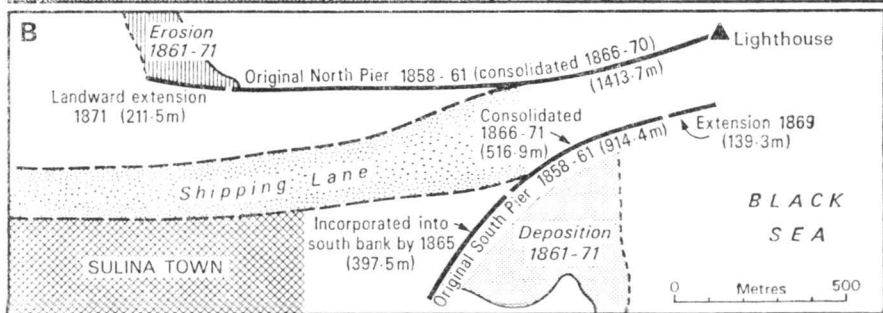 B
Erosion
1861-71
Lighthouse
Original North Pier 1858-61 (consolidated 1866-70)
(1413·7m)
Landward extension
1871 (211·5m)
Consolidated
1866-71
(516·9m)
Extension 1869
(139·3m)
Original South Pier 1858-61 (914·4m)
Shipping Lane
BLACK
SEA
Incorporated into
south bank by 1865
(397·5m)
Deposition
1861-71
SULINA TOWN
Metres
0 500